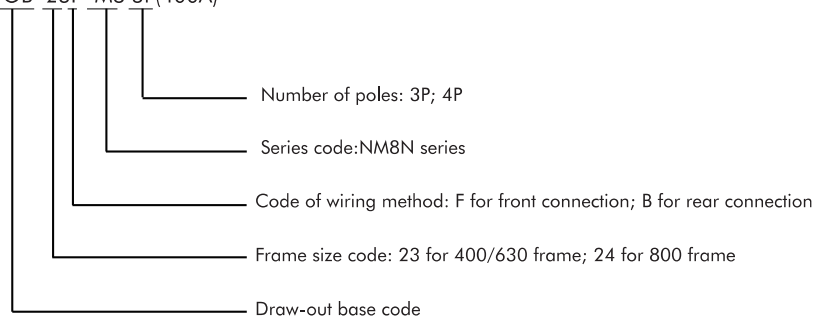 Number of poles: 3P; 4P
Series code:NM8N series
Code of wiring method: F for front connection; B for rear connection
Frame size code: 23 for 400/630 frame; 24 for 800 frame
Draw-out base code